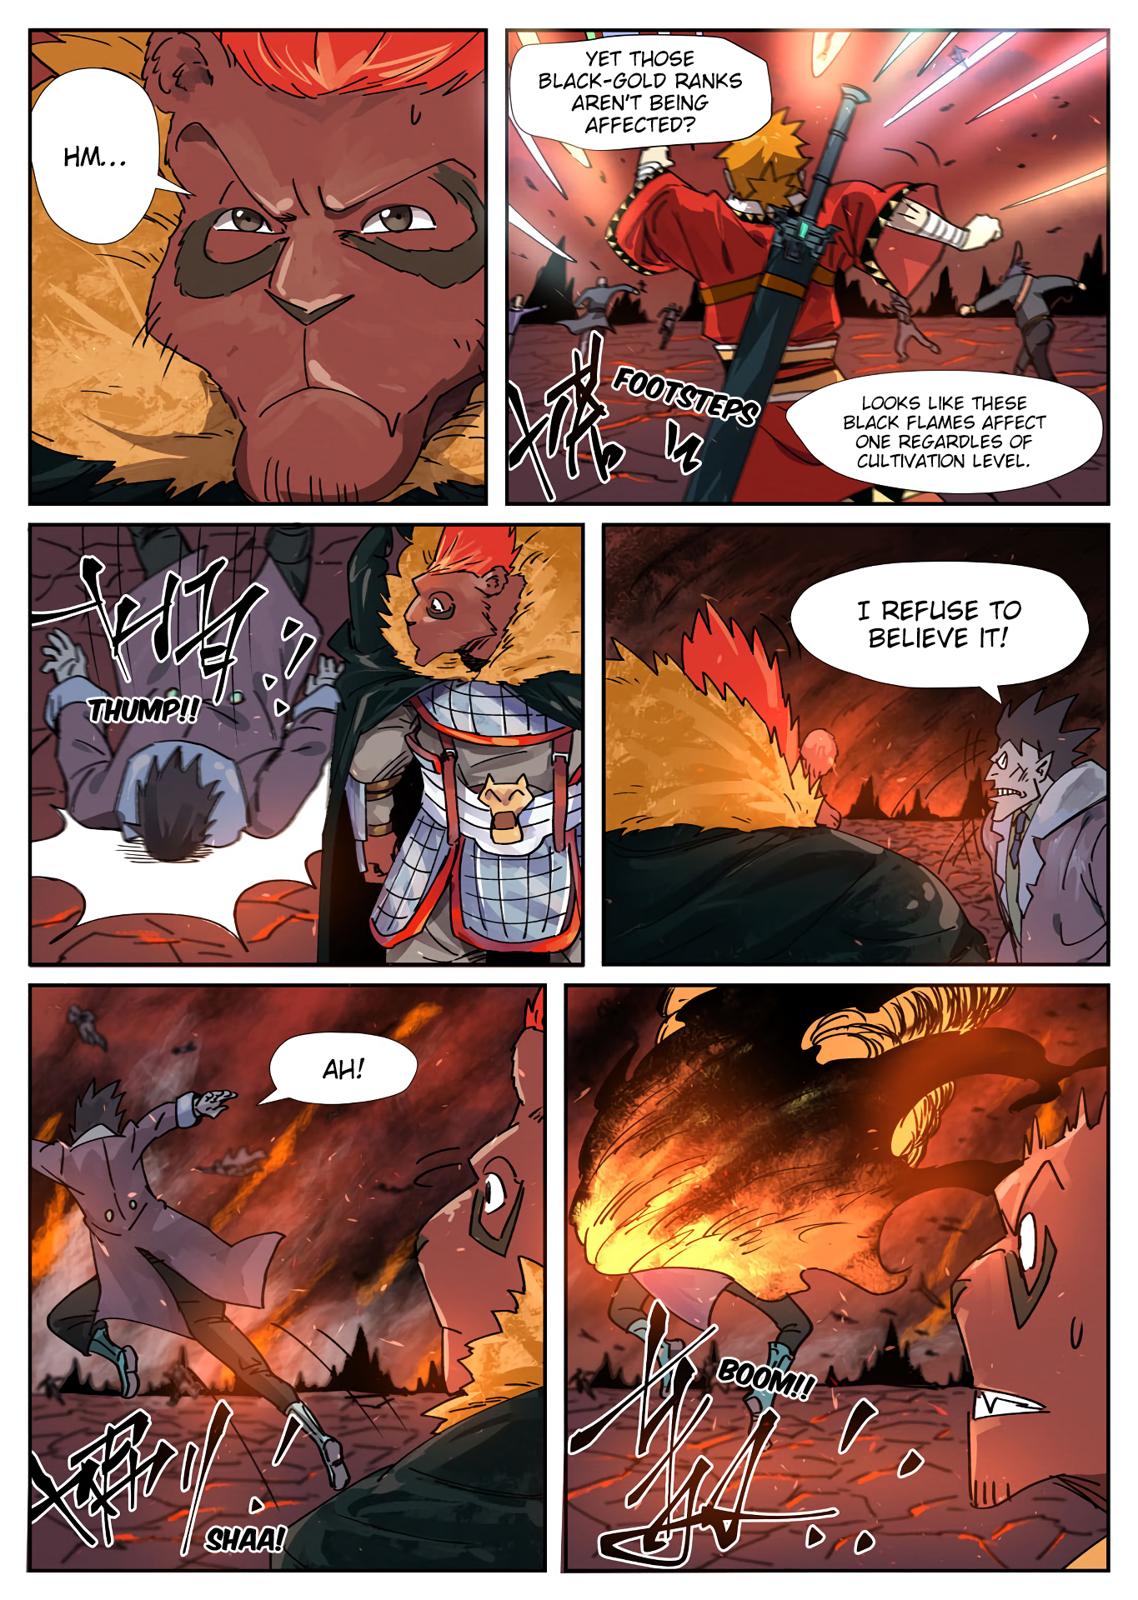 HM...
YET THOSE
BLACK-GOLD RANKS
AREN'T BEING
AFFECTED?
FOOTSTEPS
LOOKS LIKE THESE
BLACK FLAMES AFFECT
ONE REGARDLES OF
CULTIVATION LEVEL.
THUMP!!
I REFUSE TO
BELIEVE IT!
AH!
SHAA!
BOOM!!